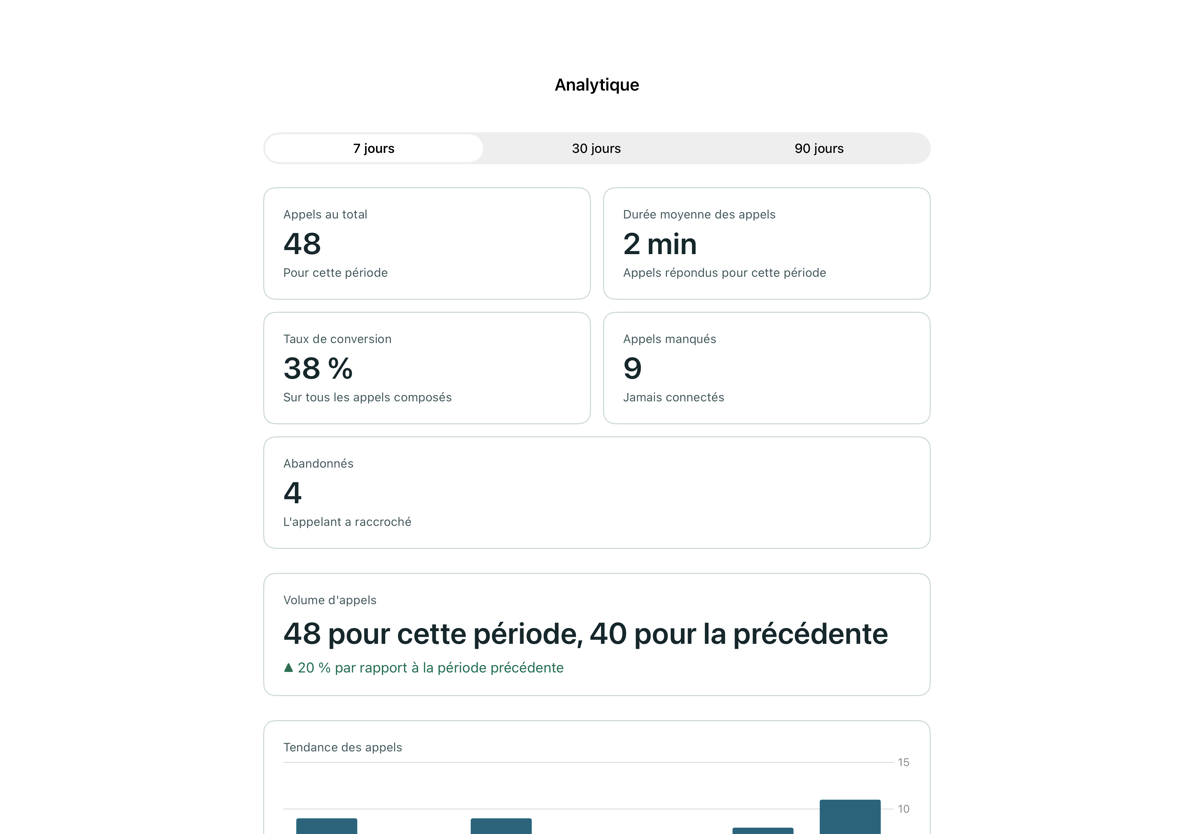 Analytique
7 jours
30 jours
90 jours
Appels au total
48
Pour cette période
Durée moyenne des appels
2 min
Appels répondus pour cette période
Taux de conversion
38 %
Sur tous les appels composés
Appels manqués
9
Jamais connectés
Abandonnés
4
L'appelant a raccroché
Volume d'appels
48 pour cette période, 40 pour la précédente
▲ 20 % par rapport à la période précédente
Tendance des appels
15
10